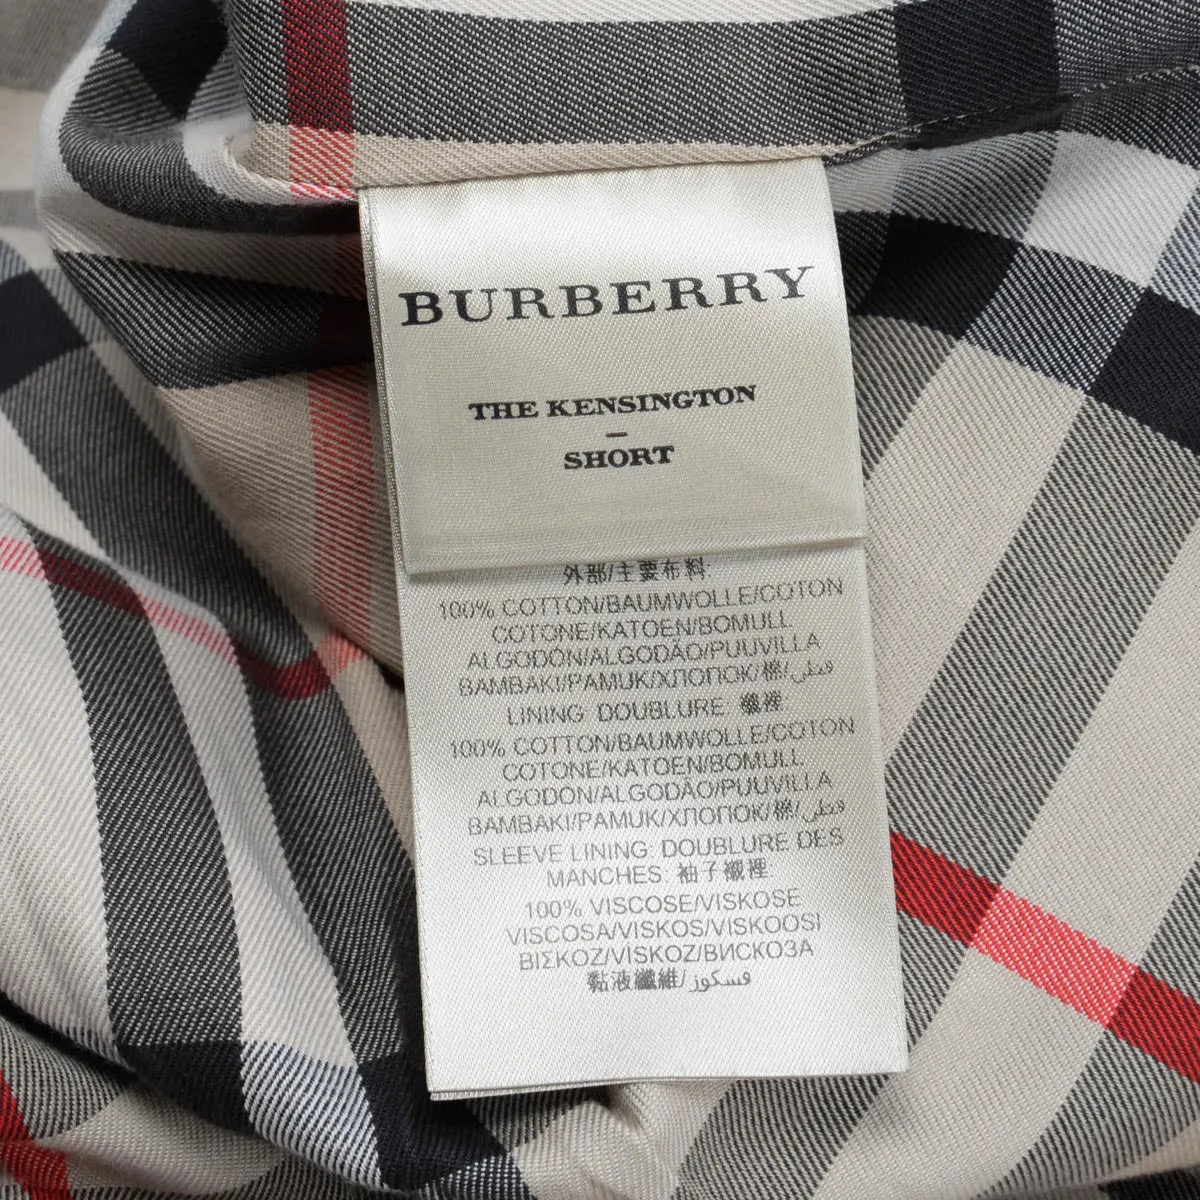 BURBERRY
THE KENSINGTON
–
SHORT
外部/主要布料:
100% COTTON/BAUMWOLLE/COTON
COTONE/KATOEN/BOMULL
ALGODON/ALGODÃO/PUUVILLA
BAMBAKI/PAMUK/ХЛОПОК/棉/قطن
LINING: DOUBLURE: 襯裡:
100% COTTON/BAUMWOLLE/COTON
COTONE/KATOEN/BOMULL
ALGODON/ALGODÃO/PUUVILLA
BAMBAKI/PAMUK/ХЛОПОК/棉/قطن
SLEEVE LINING: DOUBLURE DES
MANCHES: 袖子襯裡:
100% VISCOSE/VISKOSE
VISCOSA/VISKOS/VISKOOSI
ΒΙΣΚΟΖ/VİSKOZ/ВИСКОЗА
黏液纖維/فسكوز